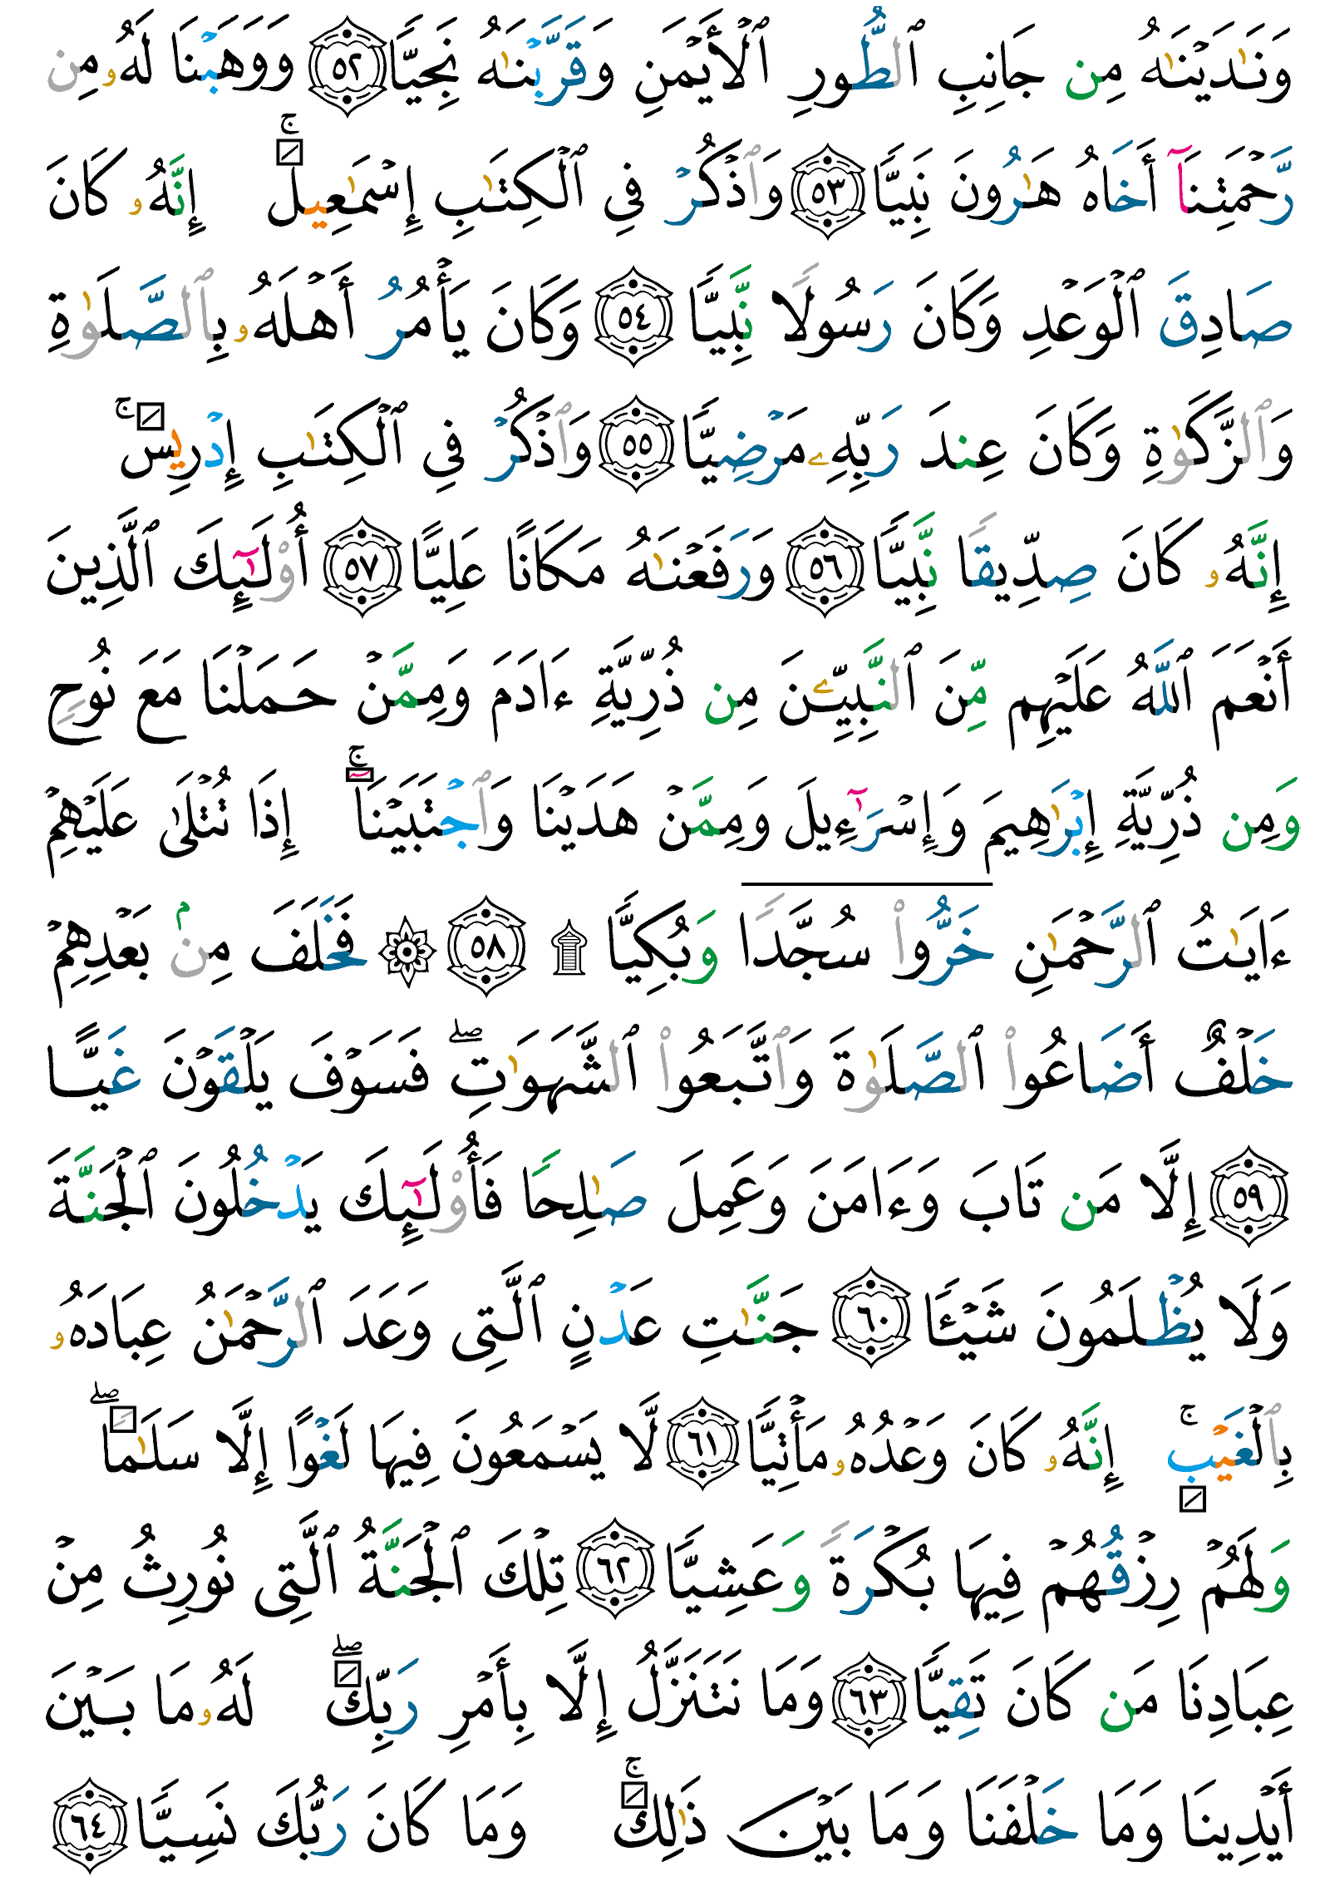 وَنَـٰدَيْنَـٰهُ مِن جَانِبِ ٱلطُّورِ ٱلْأَيْمَنِ وَقَرَّبْنَـٰهُ نَجِيًّا ٥٢ وَوَهَبْنَا لَهُۥ مِن
رَّحْمَتِنَآ أَخَاهُ هَـٰرُونَ نَبِيًّا ٥٣ وَٱذْكُرْ فِى ٱلْكِتَـٰبِ إِسْمَـٰعِيلَ ۚ إِنَّهُۥ كَانَ
صَادِقَ ٱلْوَعْدِ وَكَانَ رَسُولًا نَّبِيًّا ٥٤ وَكَانَ يَأْمُرُ أَهْلَهُۥ بِٱلصَّلَوٰةِ
وَٱلزَّكَوٰةِ وَكَانَ عِندَ رَبِّهِۦ مَرْضِيًّا ٥٥ وَٱذْكُرْ فِى ٱلْكِتَـٰبِ إِدْرِيسَ ۚ
إِنَّهُۥ كَانَ صِدِّيقًا نَّبِيًّا ٥٦ وَرَفَعْنَـٰهُ مَكَانًا عَلِيًّا ٥٧ أُو۟لَـٰٓئِكَ ٱلَّذِينَ
أَنْعَمَ ٱللَّهُ عَلَيْهِم مِّنَ ٱلنَّبِيِّـۧنَ مِن ذُرِّيَّةِ ءَادَمَ وَمِمَّنْ حَمَلْنَا مَعَ نُوحٍ
وَمِن ذُرِّيَّةِ إِبْرَٰهِيمَ وَإِسْرَٰٓءِيلَ وَمِمَّنْ هَدَيْنَا وَٱجْتَبَيْنَآ ۚ إِذَا تُتْلَىٰ عَلَيْهِمْ
ءَايَـٰتُ ٱلرَّحْمَـٰنِ خَرُّوا۟ سُجَّدًا وَبُكِيًّا ۩ ٥٨ ۞ فَخَلَفَ مِنۢ بَعْدِهِمْ
خَلْفٌ أَضَاعُوا۟ ٱلصَّلَوٰةَ وَٱتَّبَعُوا۟ ٱلشَّهَوَٰتِ ۖ فَسَوْفَ يَلْقَوْنَ غَيًّا
٥٩ إِلَّا مَن تَابَ وَءَامَنَ وَعَمِلَ صَـٰلِحًا فَأُو۟لَـٰٓئِكَ يَدْخُلُونَ ٱلْجَنَّةَ
وَلَا يُظْلَمُونَ شَيْـًٔا ٦٠ جَنَّـٰتِ عَدْنٍ ٱلَّتِى وَعَدَ ٱلرَّحْمَـٰنُ عِبَادَهُۥ
بِٱلْغَيْبِ ۚ إِنَّهُۥ كَانَ وَعْدُهُۥ مَأْتِيًّا ٦١ لَّا يَسْمَعُونَ فِيهَا لَغْوًا إِلَّا سَلَـٰمًا ۖ
وَلَهُمْ رِزْقُهُمْ فِيهَا بُكْرَةً وَعَشِيًّا ٦٢ تِلْكَ ٱلْجَنَّةُ ٱلَّتِى نُورِثُ مِنْ
عِبَادِنَا مَن كَانَ تَقِيًّا ٦٣ وَمَا نَتَنَزَّلُ إِلَّا بِأَمْرِ رَبِّكَ ۖ لَهُۥ مَا بَيْنَ
أَيْدِينَا وَمَا خَلْفَنَا وَمَا بَيْنَ ذَٰلِكَ ۚ وَمَا كَانَ رَبُّكَ نَسِيًّا ٦٤